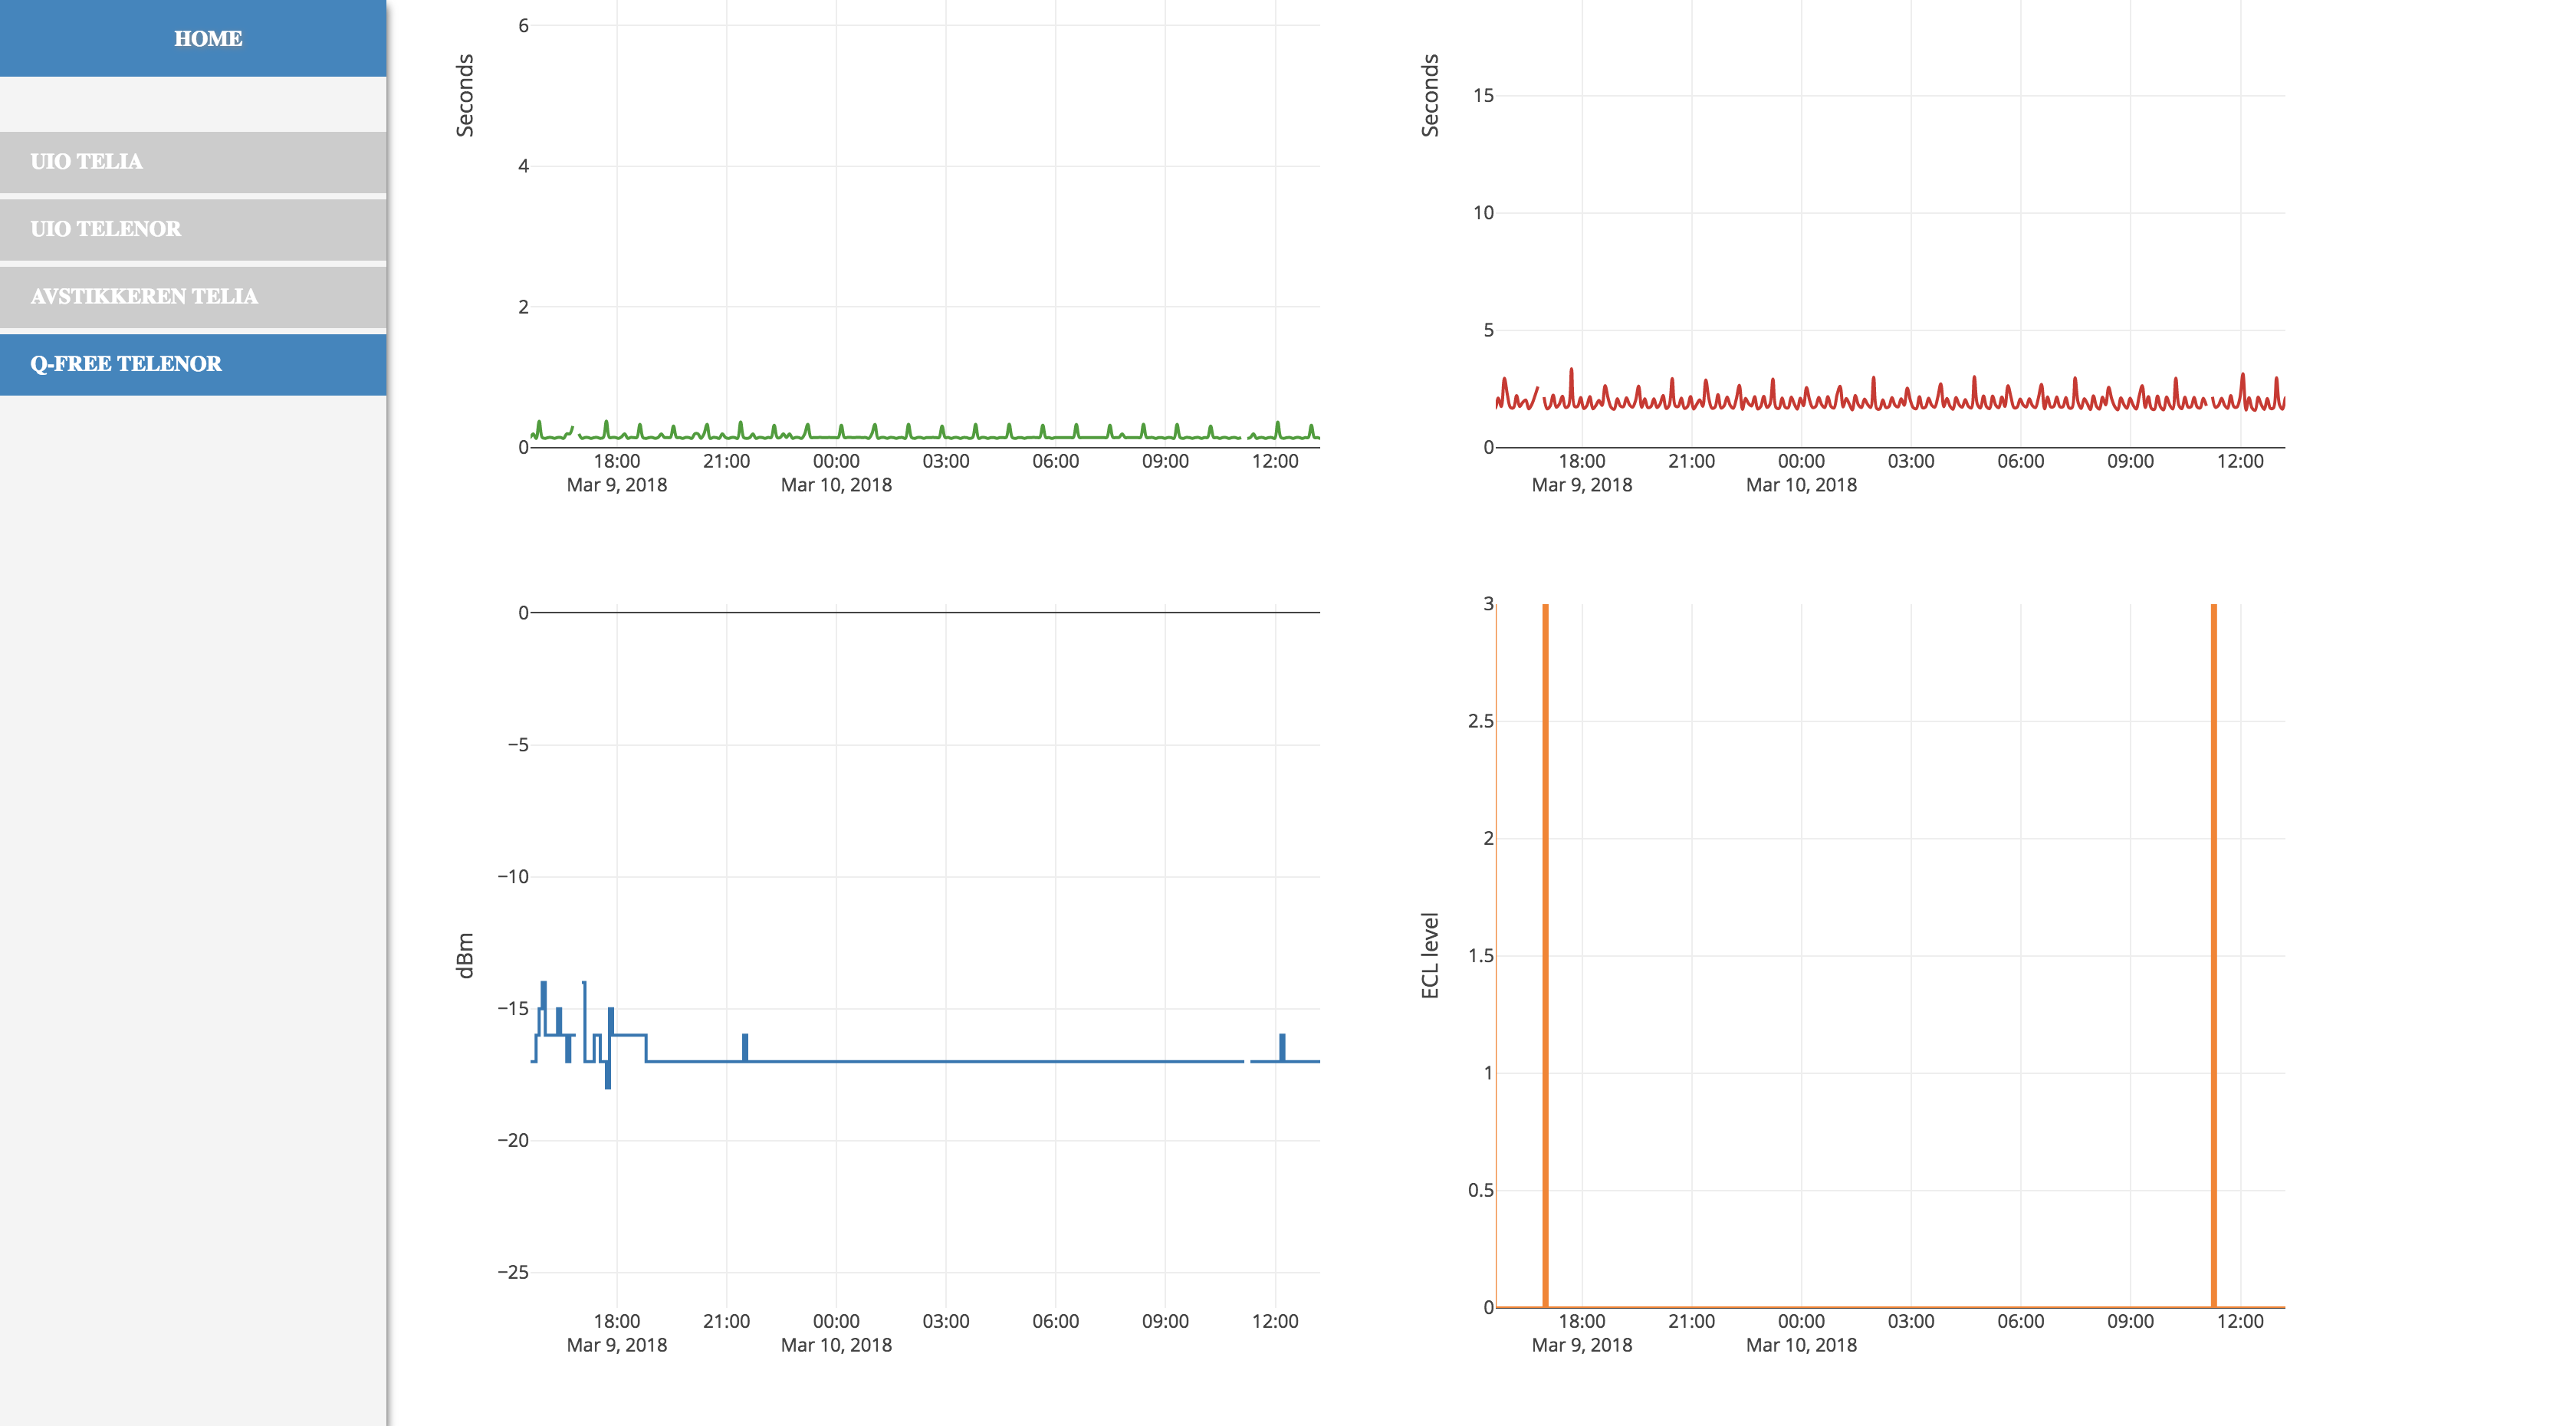 HOME
UIO TELIA
UIO TELENOR
AVSTIKKEREN TELIA
Q-FREE TELENOR
Seconds
6
4
2
0
18:00 21:00 00:00 03:00 06:00 09:00 12:00
Mar 9, 2018 Mar 10, 2018
Seconds
15
10
5
0
18:00 21:00 00:00 03:00 06:00 09:00 12:00
Mar 9, 2018 Mar 10, 2018
dBm
0
−5
−10
−15
−20
−25
18:00 21:00 00:00 03:00 06:00 09:00 12:00
Mar 9, 2018 Mar 10, 2018
ECL level
3
2.5
2
1.5
1
0.5
0
18:00 21:00 00:00 03:00 06:00 09:00 12:00
Mar 9, 2018 Mar 10, 2018